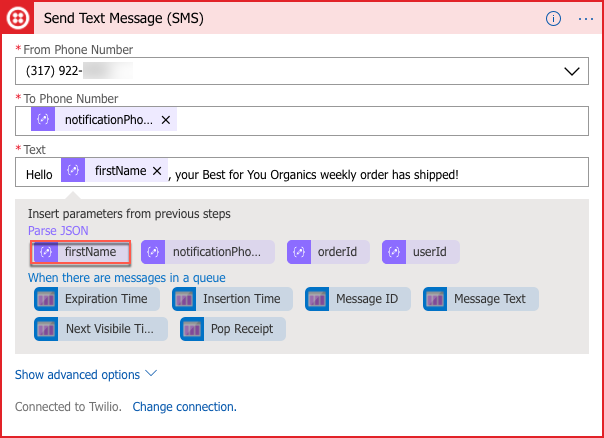 Send Text Message (SMS)
* From Phone Number
(317) 922-
* To Phone Number
notificationPho... ×
* Text
Hello firstName × , your Best for You Organics weekly order has shipped!
Insert parameters from previous steps
Parse JSON
firstName notificationPho... orderId userId
When there are messages in a queue
Expiration Time Insertion Time Message ID Message Text
Next Visibile Ti... Pop Receipt
Show advanced options
Connected to Twilio. Change connection.